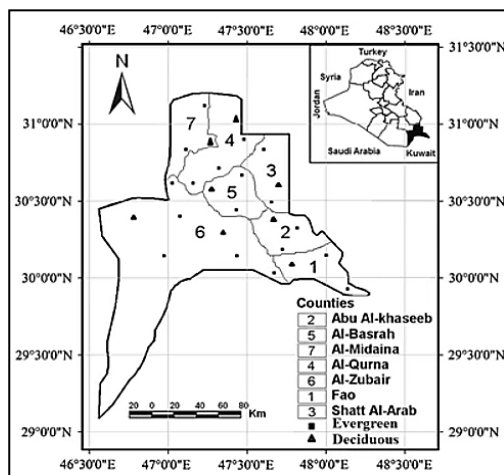 46°30'0"E 47°0'0"E 47°30'0"E 48°0'0"E 48°30'0"E
31°30'0"N
N
Turkey
Syria
Iran
Jordan
Saudi Arabia
Kuwait
31°0'0"N 31°0'0"N
7
4
3
30°30'0"N 30°30'0"N
5
6
2
1
30°0'0"N 30°0'0"N
Counties
2 Abu Al-khaseeb
5 Al-Basrah
7 Al-Midaina
4 Al-Qurna
6 Al-Zubair
1 Fao
3 Shatt Al-Arab
Evergreen
Deciduous
29°30'0"N 29°30'0"N
20 0 20 40 60 80
Km
29°0'0"N 29°0'0"N
46°30'0"E 47°0'0"E 47°30'0"E 48°0'0"E 48°30'0"E